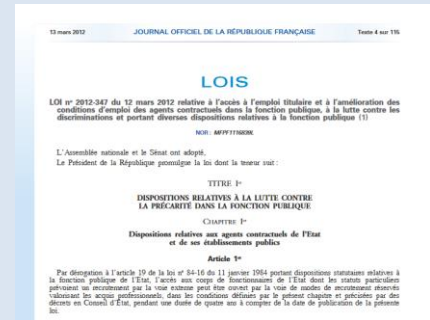 13 mars 2012 JOURNAL OFFICIEL DE LA RÉPUBLIQUE FRANÇAISE Texte 4 sur 116
LOIS
LOI nº 2012-347 du 12 mars 2012 relative à l'accès à l'emploi titulaire et à l'amélioration des
conditions d'emploi des agents contractuels dans la fonction publique, à la lutte contre les
discriminations et portant diverses dispositions relatives à la fonction publique (1)
NOR : MFPF1116839L
L'Assemblée nationale et le Sénat ont adopté,
Le Président de la République promulgue la loi dont la teneur suit :
TITRE Iᵉʳ
DISPOSITIONS RELATIVES À LA LUTTE CONTRE
LA PRÉCARITÉ DANS LA FONCTION PUBLIQUE
CHAPITRE Iᵉʳ
Dispositions relatives aux agents contractuels de l'Etat
et de ses établissements publics
Article 1ᵉʳ
Par dérogation à l'article 19 de la loi nº 84-16 du 11 janvier 1984 portant dispositions statutaires relatives à
la fonction publique de l'Etat, l'accès aux corps de fonctionnaires de l'Etat dont les statuts particuliers
prévoient un recrutement par la voie externe peut être ouvert par la voie de modes de recrutement réservés
valorisant les acquis professionnels, dans les conditions définies par le présent chapitre et précisées par des
décrets en Conseil d'Etat, pendant une durée de quatre ans à compter de la date de publication de la présente
loi.